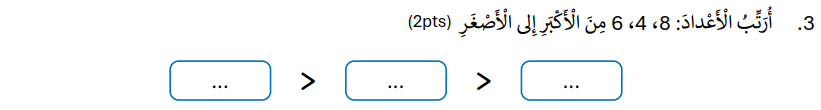 3. أُرَتِّبُ الْأَعْدادَ: 8، 4، 6 مِنَ الْأَكْبَرِ إِلى الْأَصْغَرِ (2pts)
... > ... > ...